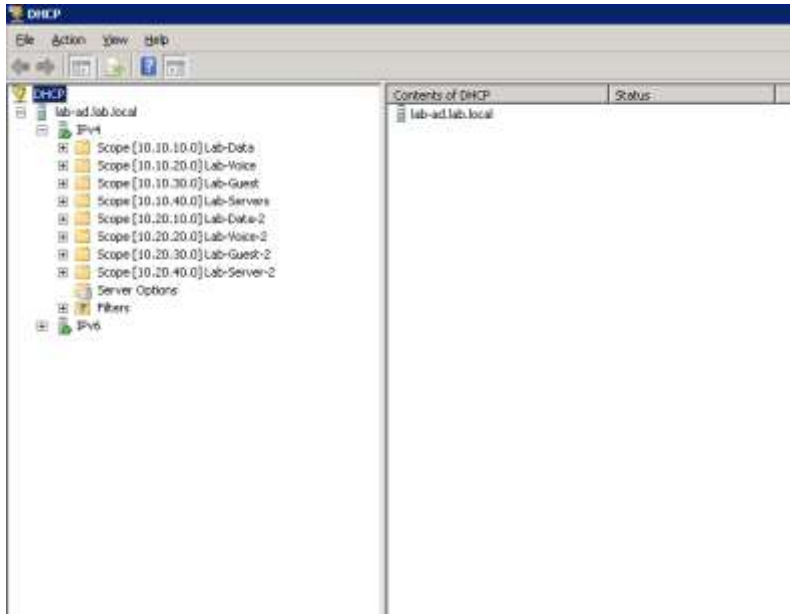 DHCP
File Action View Help
DHCP
lab-ad.lab.local
IPv4
Scope [10.10.10.0] Lab-Data
Scope [10.10.20.0] Lab-Voice
Scope [10.10.30.0] Lab-Guest
Scope [10.10.40.0] Lab-Servers
Scope [10.20.10.0] Lab-Data-2
Scope [10.20.20.0] Lab-Voice-2
Scope [10.20.30.0] Lab-Guest-2
Scope [10.20.40.0] Lab-Server-2
Server Options
Filters
IPv6
Contents of DHCP Status
lab-ad.lab.local